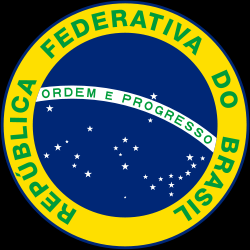 REPÚBLICA FEDERATIVA DO BRASIL
ORDEM E PROGRESSO